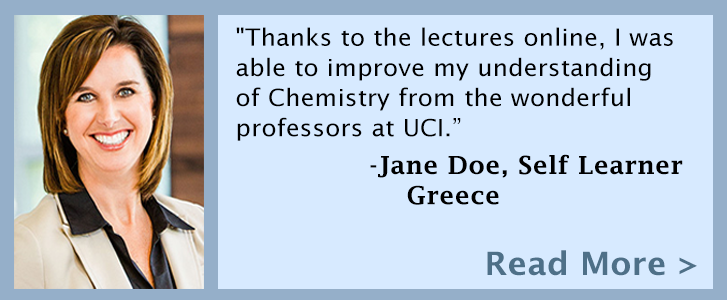 "Thanks to the lectures online, I was
able to improve my understanding
of Chemistry from the wonderful
professors at UCI.”
-Jane Doe, Self Learner
Greece
Read More >